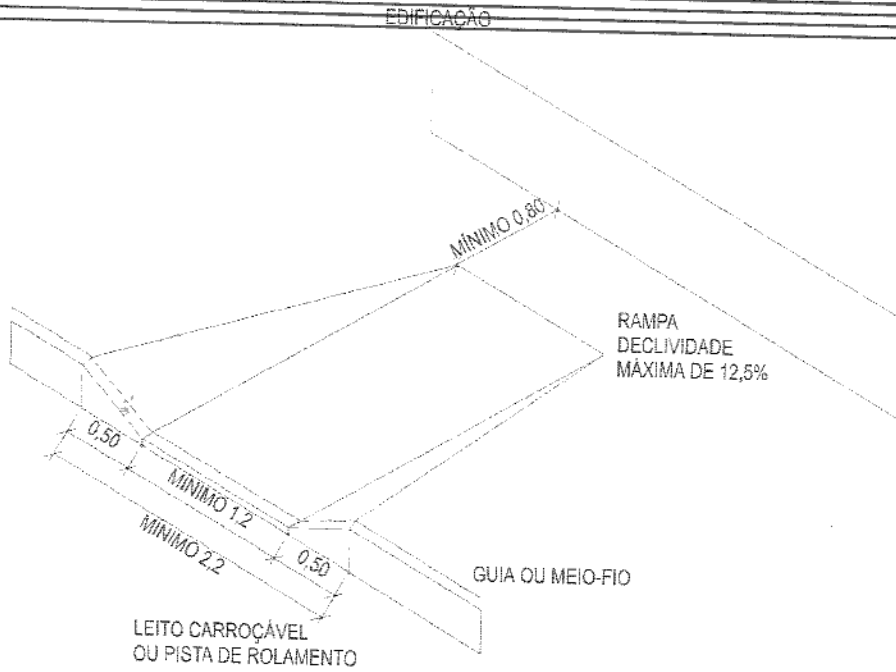 EDIFICAÇÃO
MÍNIMO 0,80
RAMPA
DECLIVIDADE
MÁXIMA DE 12,5%
0,50
MÍNIMO 1,2
MÍNIMO 2,2
0,50
GUIA OU MEIO-FIO
LEITO CARROÇÁVEL
OU PISTA DE ROLAMENTO